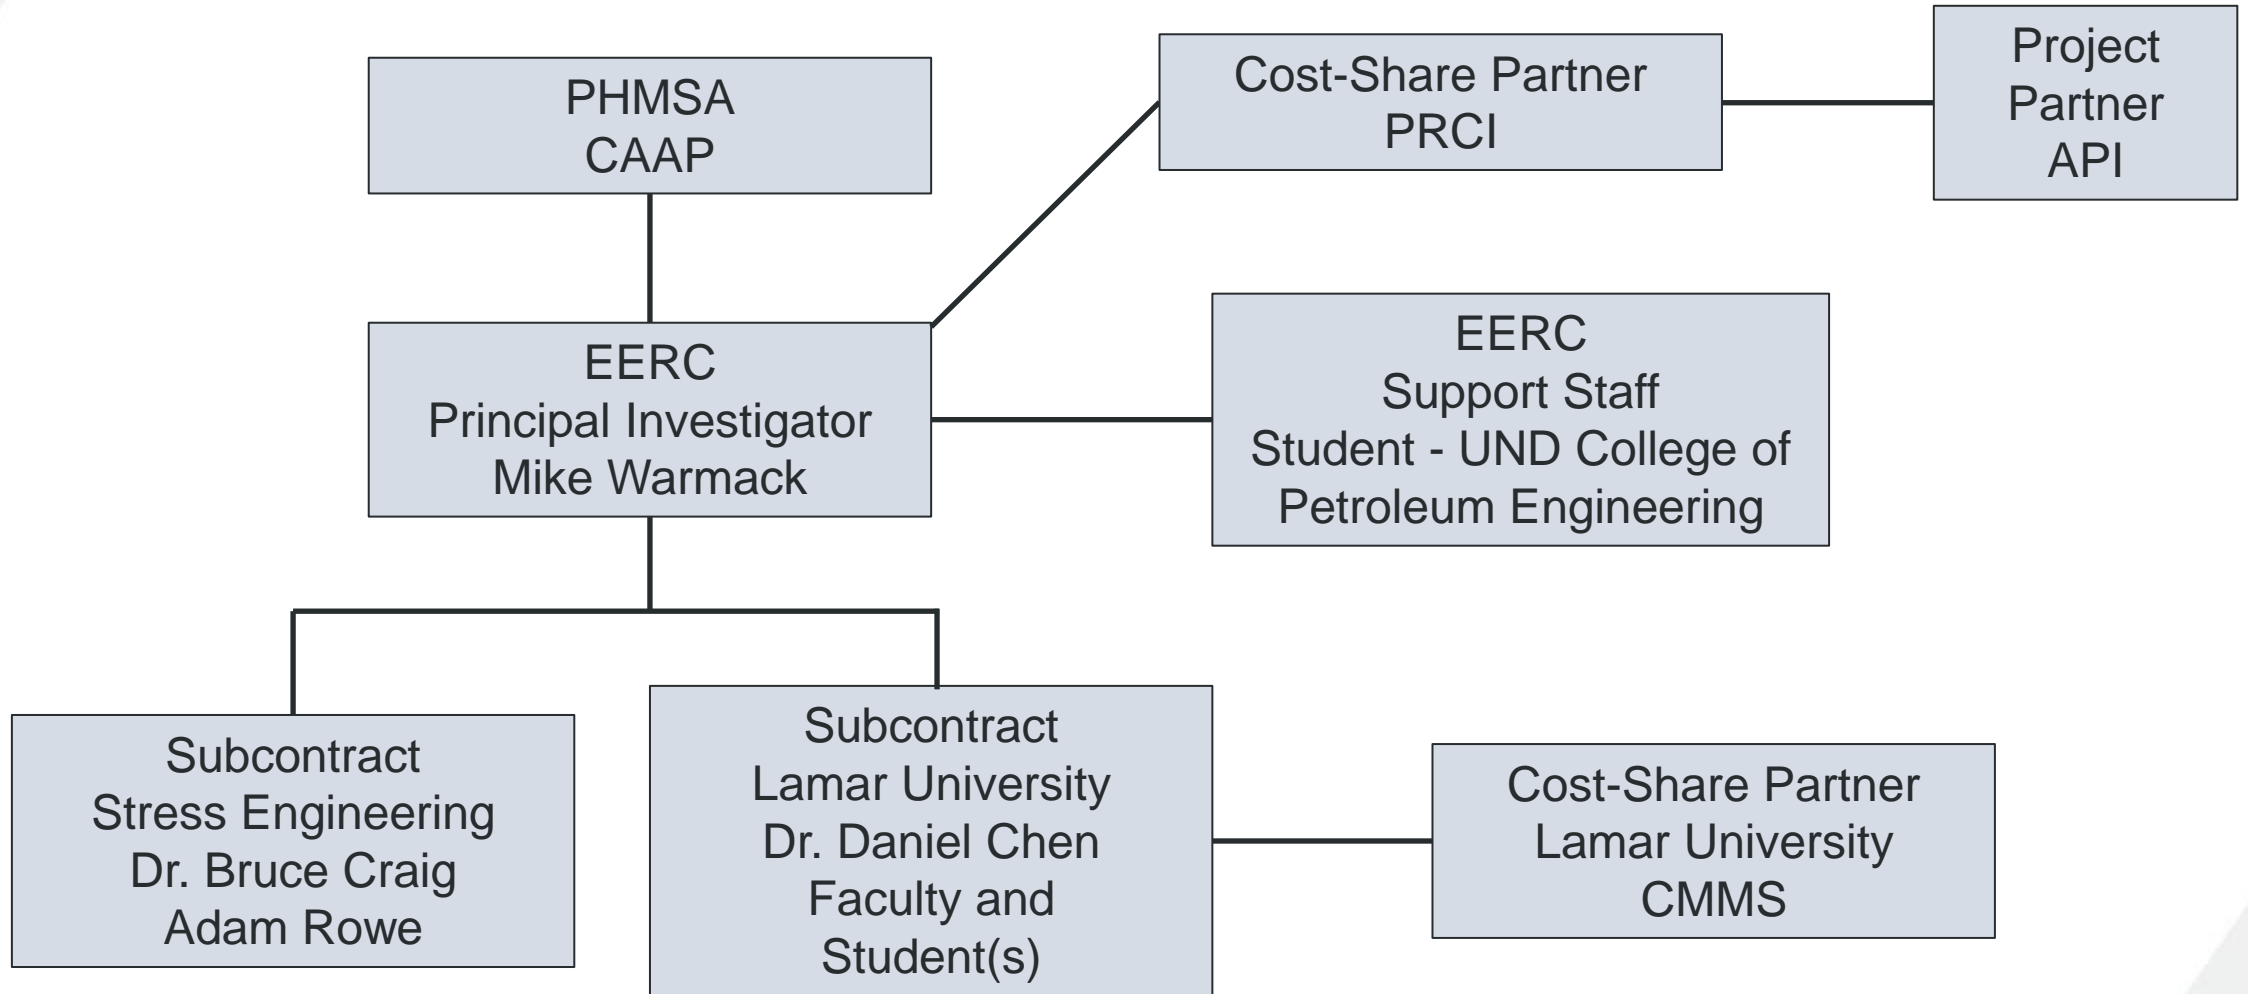 PHMSA
CAAP
Cost-Share Partner
PRCI
Project
Partner
API
EERC
Principal Investigator
Mike Warmack
EERC
Support Staff
Student - UND College of
Petroleum Engineering
Subcontract
Stress Engineering
Dr. Bruce Craig
Adam Rowe
Subcontract
Lamar University
Dr. Daniel Chen
Faculty and
Student(s)
Cost-Share Partner
Lamar University
CMMS